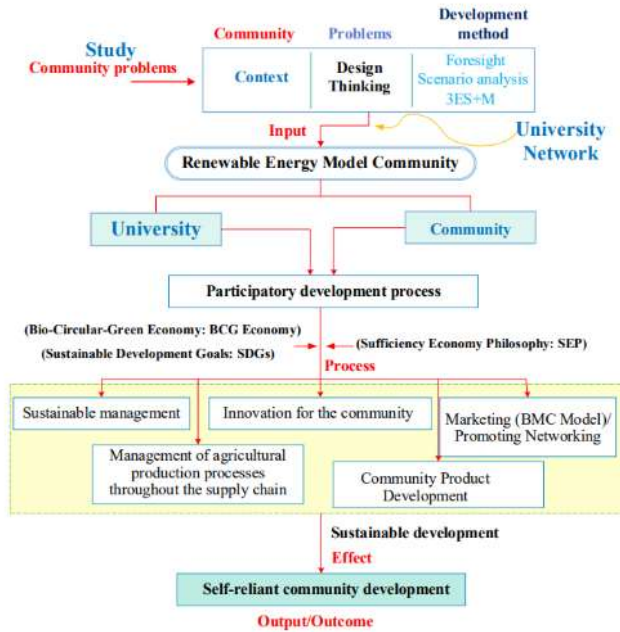 Development
method
Community
Problems
Study
Community problems
Context
Design
Thinking
Foresight
Scenario analysis
3ES+M
Input
University
Network
Renewable Energy Model Community
University
Community
Participatory development process
(Bio-Circular-Green Economy: BCG Economy)
(Sustainable Development Goals: SDGs)
(Sufficiency Economy Philosophy: SEP)
Process
Sustainable management
Innovation for the community
Marketing (BMC Model)/
Promoting Networking
Management of agricultural
production processes
throughout the supply chain
Community Product
Development
Sustainable development
Effect
Self-reliant community development
Output/Outcome